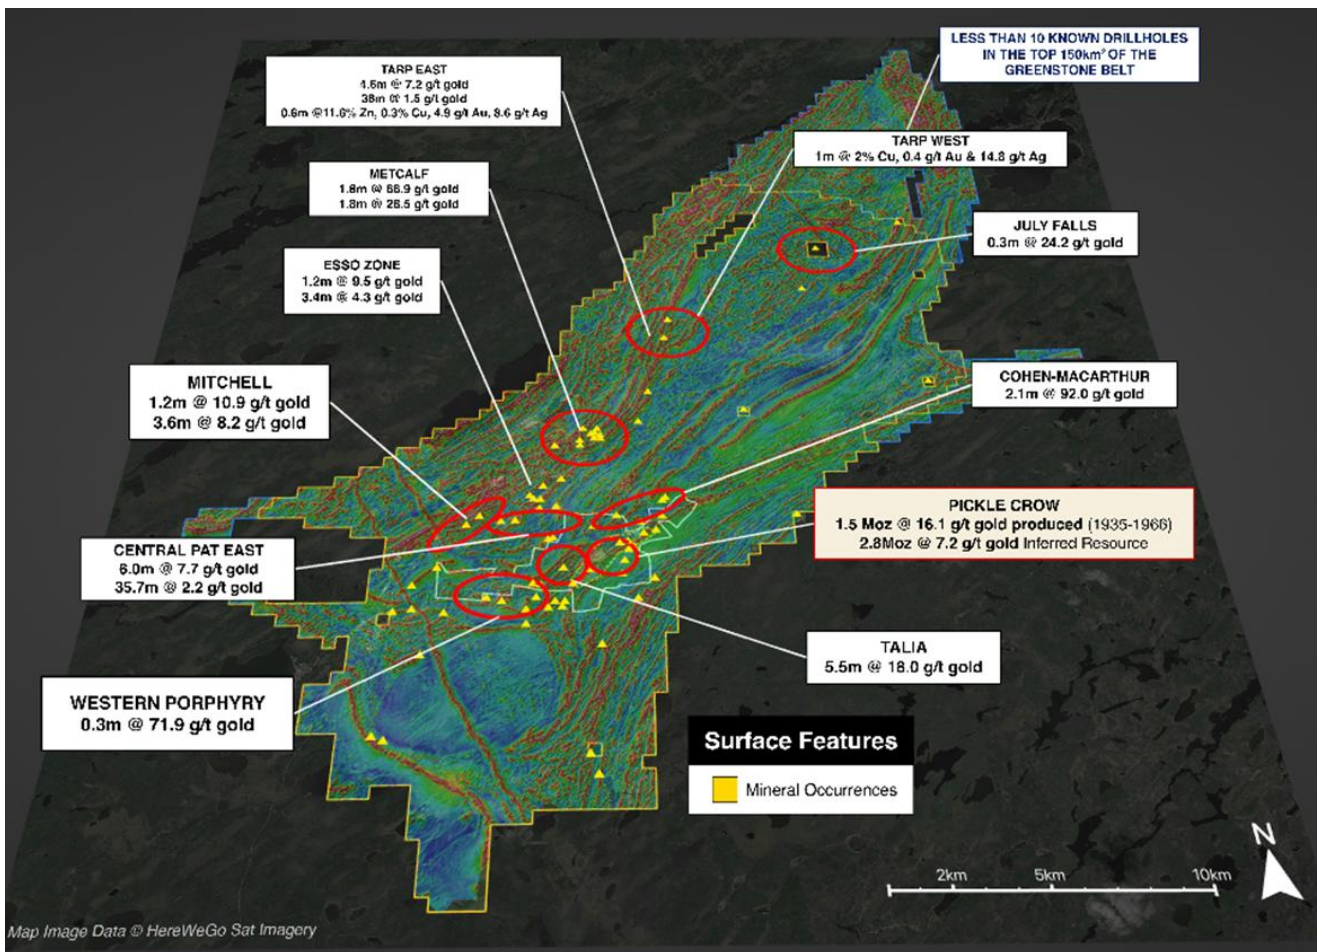 LESS THAN 10 KNOWN DRILLHOLES
IN THE TOP 150km² OF THE
GREENSTONE BELT
TARP EAST
4.6m @ 7.2 g/t gold
38m @ 1.5 g/t gold
0.6m @11.6% Zn, 0.3% Cu, 4.9 g/t Au, 8.6 g/t Ag
TARP WEST
1m @ 2% Cu, 0.4 g/t Au & 14.8 g/t Ag
METCALF
1.8m @ 66.9 g/t gold
1.8m @ 26.5 g/t gold
JULY FALLS
0.3m @ 24.2 g/t gold
ESSO ZONE
1.2m @ 9.5 g/t gold
3.4m @ 4.3 g/t gold
MITCHELL
1.2m @ 10.9 g/t gold
3.6m @ 8.2 g/t gold
COHEN-MACARTHUR
2.1m @ 92.0 g/t gold
PICKLE CROW
1.5 Moz @ 16.1 g/t gold produced (1935-1966)
2.8Moz @ 7.2 g/t gold Inferred Resource
CENTRAL PAT EAST
6.0m @ 7.7 g/t gold
35.7m @ 2.2 g/t gold
TALIA
5.5m @ 18.0 g/t gold
WESTERN PORPHYRY
0.3m @ 71.9 g/t gold
Surface Features
Mineral Occurrences
N
2km 5km 10km
Map Image Data © HereWeGo Sat Imagery